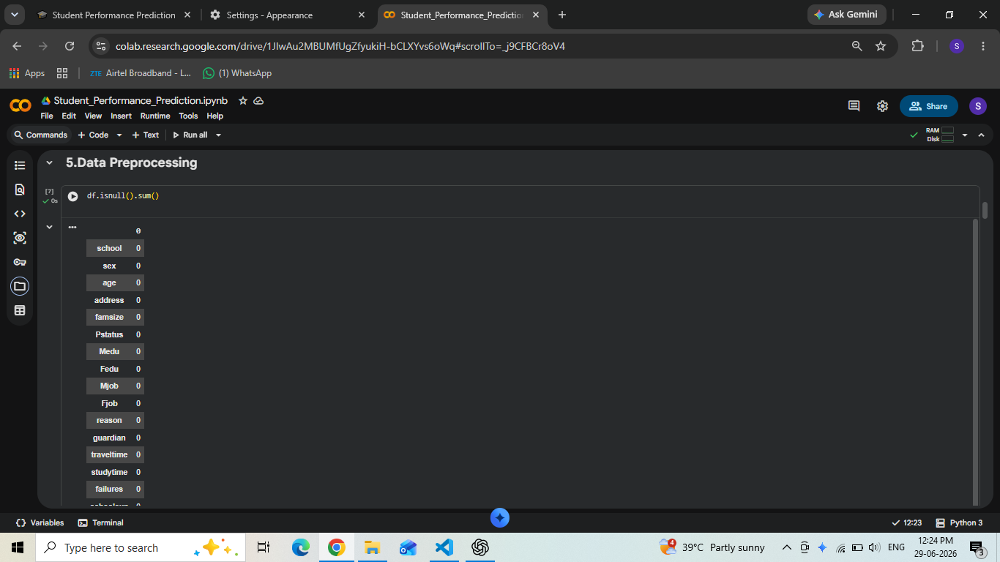 Student Performance Prediction
Settings - Appearance
Student_Performance_Predictio
Ask Gemini
colab.research.google.com/drive/1JIwAu2MBUMfUgZfyukiH-bCLXYvs6oWq#scrollTo=_j9CFBCr8oV4
S
Apps
ZTE Airtel Broadband - L...
(1) WhatsApp
Student_Performance_Prediction.ipynb
File Edit View Insert Runtime Tools Help
Share
S
Commands + Code + Text Run all
RAM
Disk
5.Data Preprocessing
[7]
0s
df.isnull().sum()
0
school 0
sex 0
age 0
address 0
famsize 0
Pstatus 0
Medu 0
Fedu 0
Mjob 0
Fjob 0
reason 0
guardian 0
traveltime 0
studytime 0
failures 0
Variables Terminal
12:23 Python 3
Type here to search
4
39°C Partly sunny
ENG
12:24 PM
29-06-2026
3